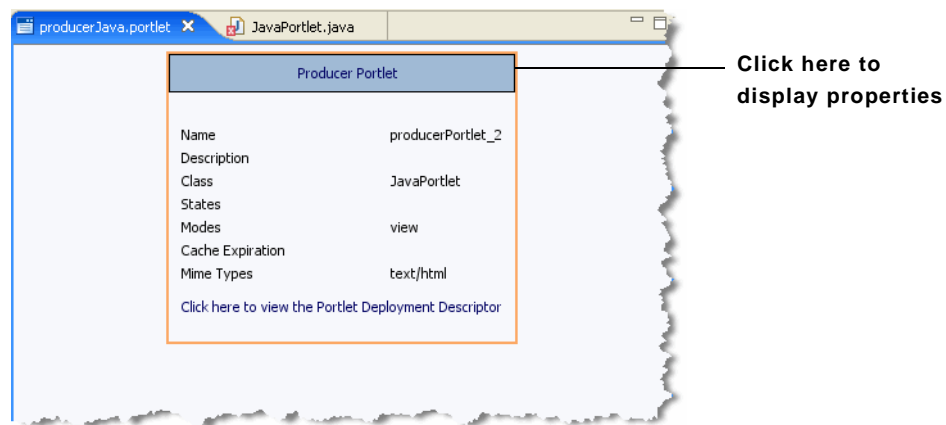 producerJava.portlet
JavaPortlet.java
Producer Portlet
Click here to
display properties
Name producerPortlet_2
Description
Class JavaPortlet
States
Modes view
Cache Expiration
Mime Types text/html
Click here to view the Portlet Deployment Descriptor